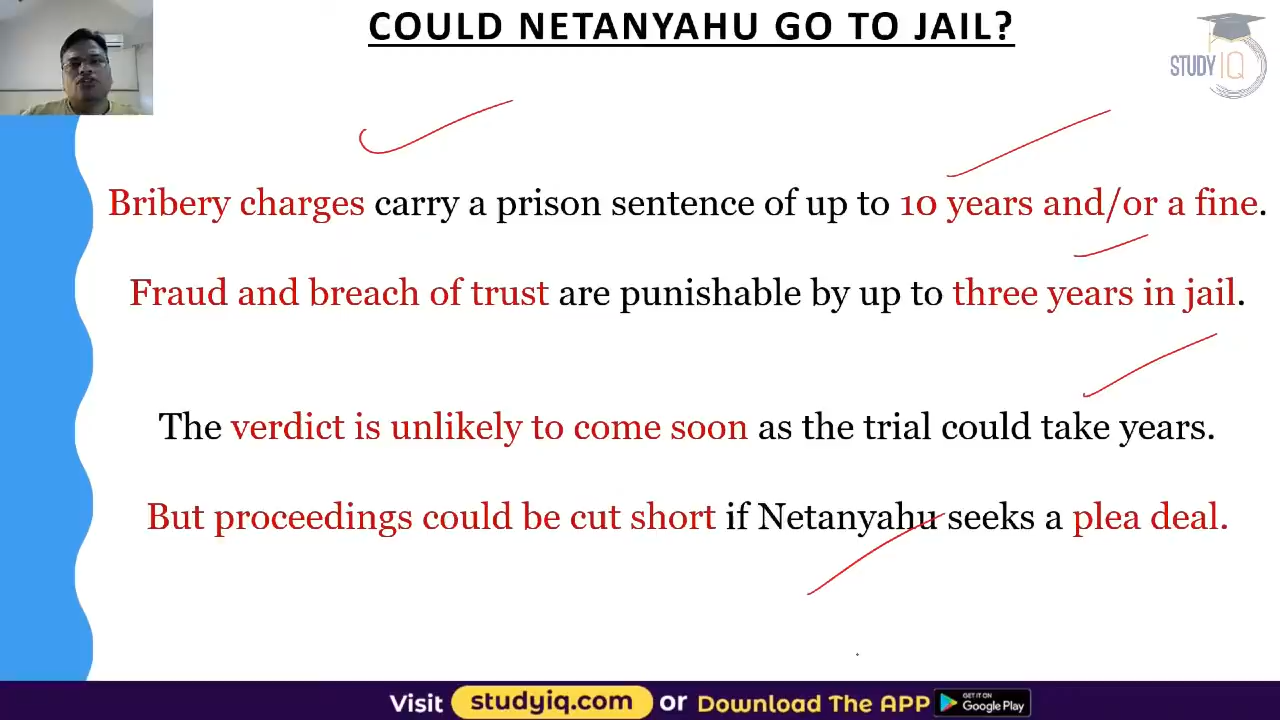 COULD NETANYAHU GO TO JAIL?
STUDY IQ
Bribery charges carry a prison sentence of up to 10 years and/or a fine.
Fraud and breach of trust are punishable by up to three years in jail.
The verdict is unlikely to come soon as the trial could take years.
But proceedings could be cut short if Netanyahu seeks a plea deal.
Visit studyiq.com or Download The APP GET IT ON Google Play